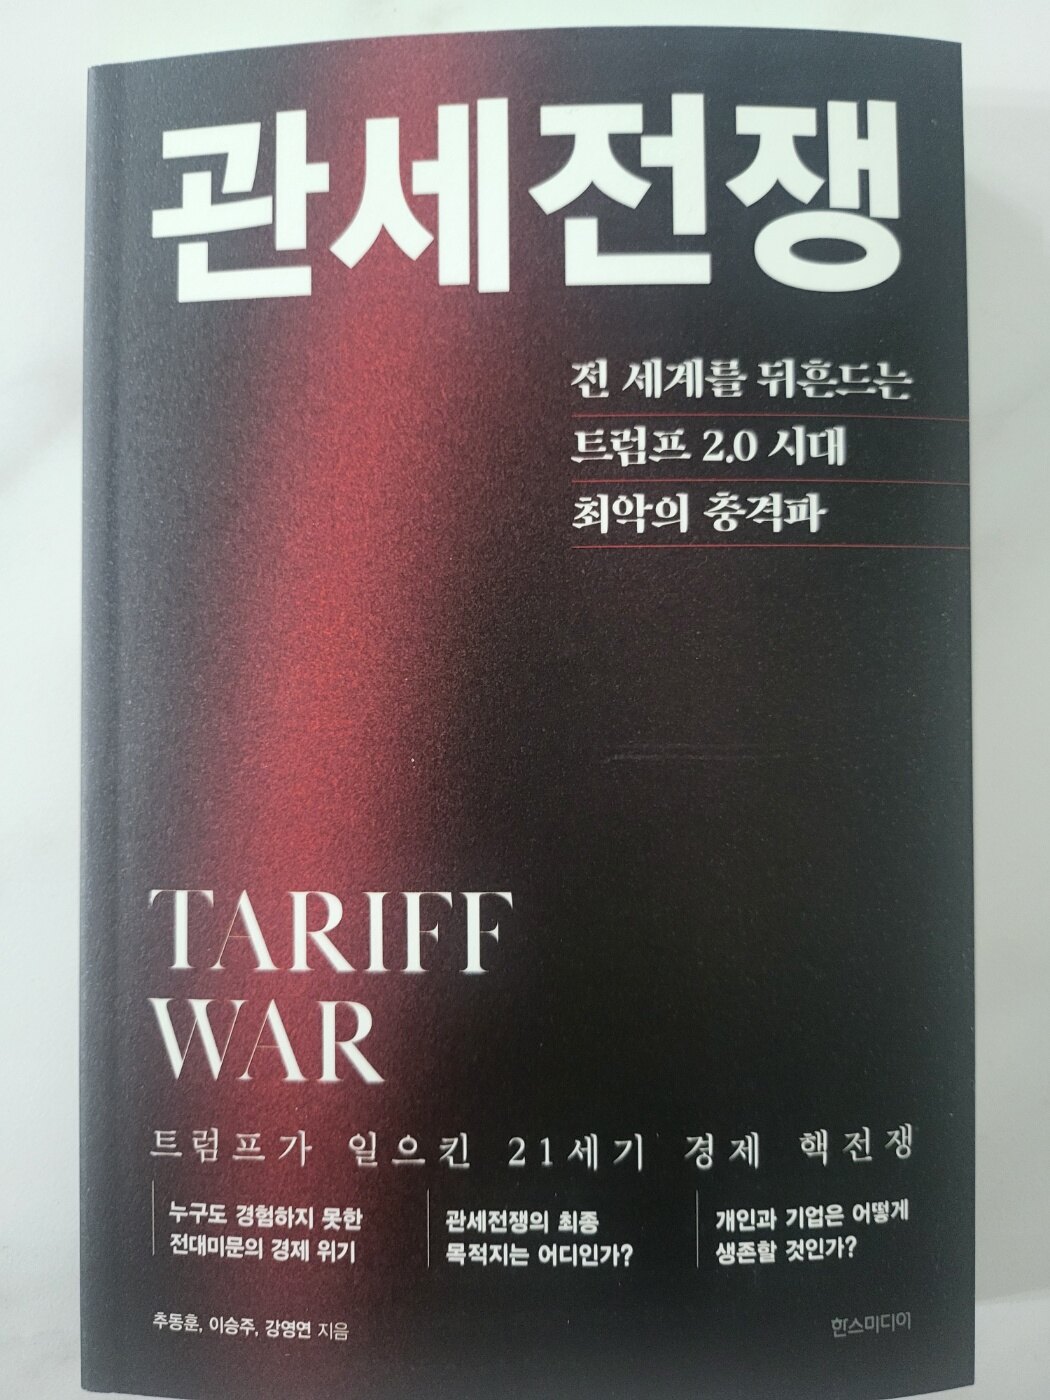 관세전쟁
전 세계를 뒤흔드는
트럼프 2.0 시대
최악의 충격파
TARIFF
WAR
트럼프가 일으킨 21세기 경제 핵전쟁
누구도 경험하지 못한
전대미문의 경제 위기
관세전쟁의 최종
목적지는 어디인가?
개인과 기업은 어떻게
생존할 것인가?
추동훈, 이승주, 강영연 지음
한스미디어